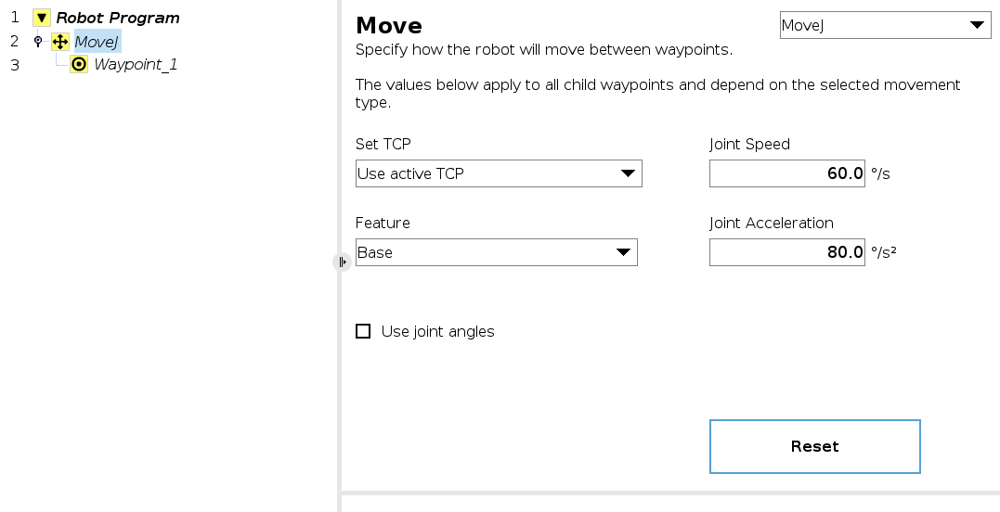 1 Robot Program
2 MoveJ
3 Waypoint_1
Move
MoveJ
Specify how the robot will move between waypoints.
The values below apply to all child waypoints and depend on the selected movement
type.
Set TCP
Joint Speed
Use active TCP
60.0 °/s
Feature
Joint Acceleration
Base
80.0 °/s²
Use joint angles
Reset